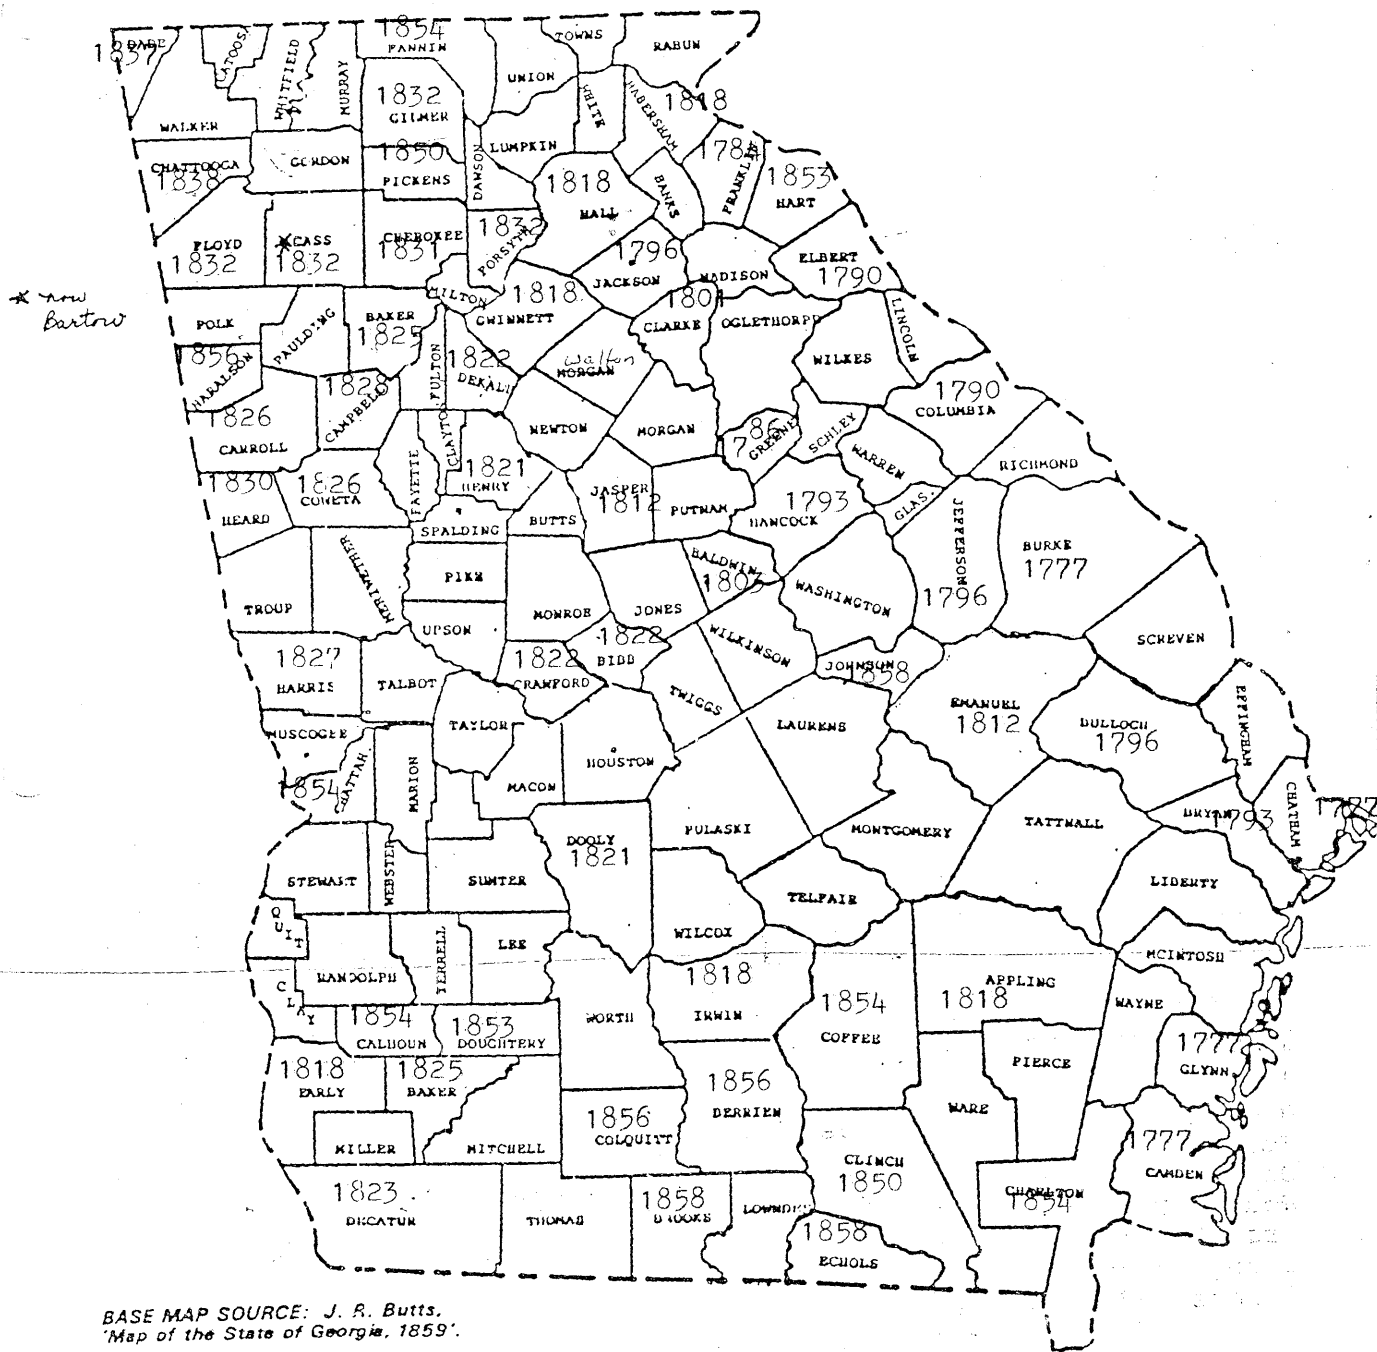 1854
TOWNS
1837
DADE
CATOOSA
WHITFIELD
MURRAY
FANNIN
UNION
RABUN
WALKER
1832
GILMER
WHITE
HABERSHAM
1818
LUMPKIN
CHATTOOGA
1838
GORDON
1850
PICKENS
DAWSON
1818
HALL
BANKS
FRANKLIN
1853
HART
FLOYD
1832
CASS
1832
CHEROKEE
1831
1832
FORSYTH
1796
JACKSON
MADISON
ELBERT
1790
* now
Bartow
MILTON
1818
GWINNETT
1801
CLARKE
LINCOLN
POLK
PAULDING
BAKER
1825
FULTON
1822
DEKALB
Walton
MORGAN
WILKES
1856
HARALSON
1828
CAMPBELL
1790
COLUMBIA
1826
CARROLL
CLAYTON
NEWTON
MORGAN
GREENE
SCHLEY
WARREN
RICHMOND
1830
HEARD
1826
COWETA
FAYETTE
1821
HENRY
JASPER
1812
PUTNAM
1793
HANCOCK
GLAS.
JEFFERSON
1796
SPALDING
BUTTS
BURKE
1777
TROUP
MERIWETHER
PIKE
MONROE
JONES
BALDWIN
1803
WASHINGTON
UPSON
WILKINSON
SCREVEN
1827
HARRIS
TALBOT
1822
CRAWFORD
1822
BIBB
TWIGGS
JOHNSON
1858
MUSCOGEE
TAYLOR
LAURENS
EMANUEL
1812
BULLOCH
1796
EFFINGHAM
1854
MARION
MACON
HOUSTON
CHATHAM
1777
DOOLY
1821
PULASKI
MONTGOMERY
TATTNALL
BRYAN
1793
STEWART
WEBSTER
SUMTER
TELFAIR
LIBERTY
QUIT
TERRELL
LEE
WILCOX
MCINTOSH
CLAY
RANDOLPH
WORTH
1818
IRWIN
1854
COFFEE
APPLING
1818
WAYNE
1854
CALHOUN
1853
DOUGHTERY
PIERCE
1777
GLYNN
1818
EARLY
1825
BAKER
1856
BERRIEN
WARE
MILLER
MITCHELL
1856
COLQUITT
1777
CAMDEN
1823
DECATUR
THOMAS
1858
BROOKS
LOWNDES
CLINCH
1850
CHARLTON
1854
1858
ECHOLS
BASE MAP SOURCE: J. R. Butts,
'Map of the State of Georgia, 1859'.